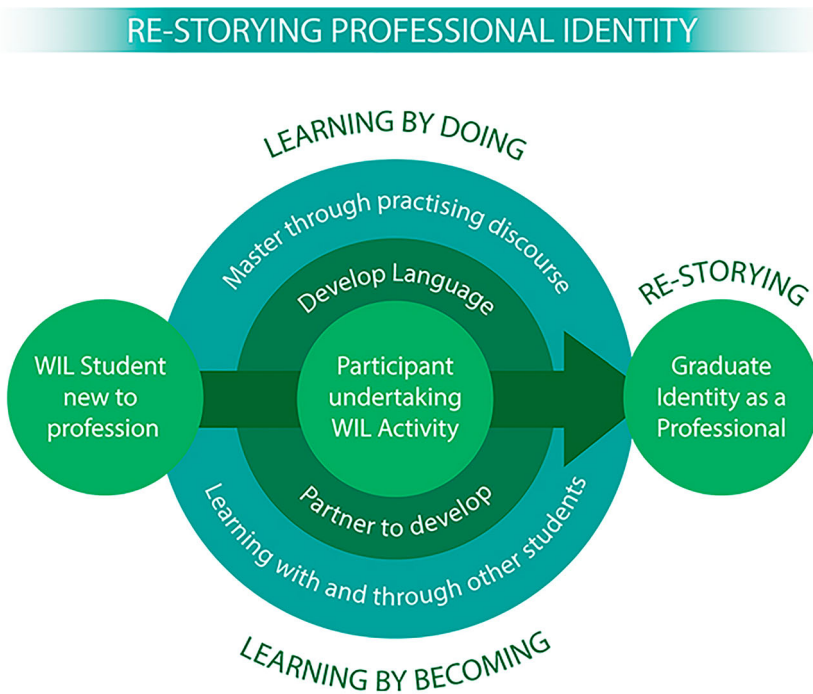 RE-STORYING PROFESSIONAL IDENTITY
LEARNING BY DOING
Master through practising discourse
Develop Language
RE-STORYING
WIL Student
new to
profession
Participant
undertaking
WIL Activity
Graduate
Identity as a
Professional
Partner to develop
Learning with and through other students
LEARNING BY BECOMING